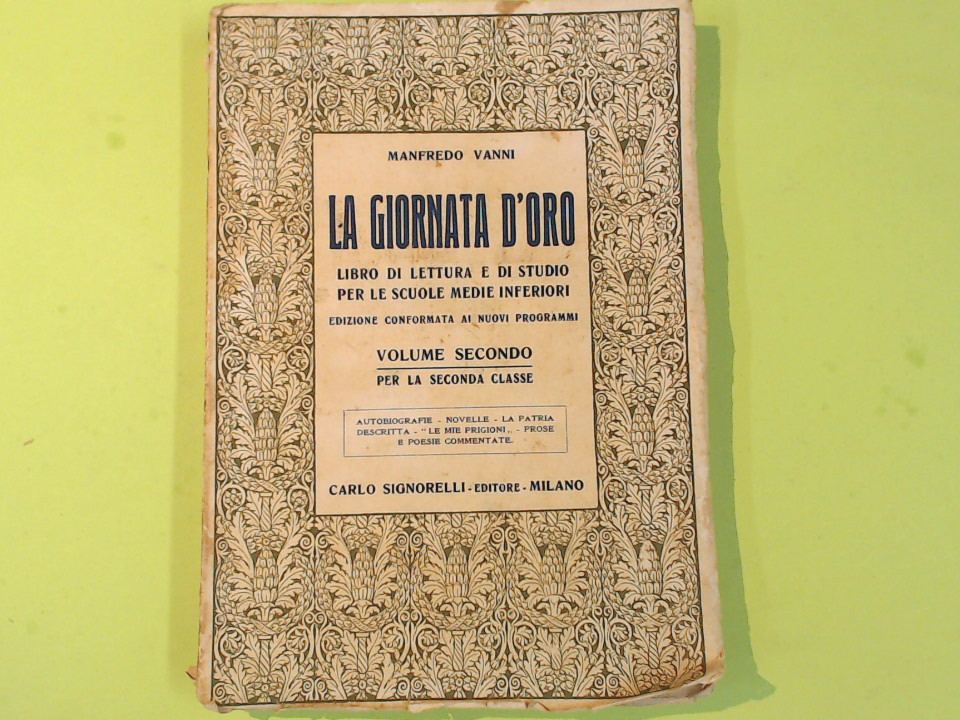 MANFREDO VANNI
LA GIORNATA D'ORO
LIBRO DI LETTURA E DI STUDIO
PER LE SCUOLE MEDIE INFERIORI
EDIZIONE CONFORMATA AI NUOVI PROGRAMMI
VOLUME SECONDO
PER LA SECONDA CLASSE
AUTOBIOGRAFIE - NOVELLE - LA PATRIA
DESCRITTA - "LE MIE PRIGIONI„ - PROSE
E POESIE COMMENTATE.
CARLO SIGNORELLI - EDITORE - MILANO